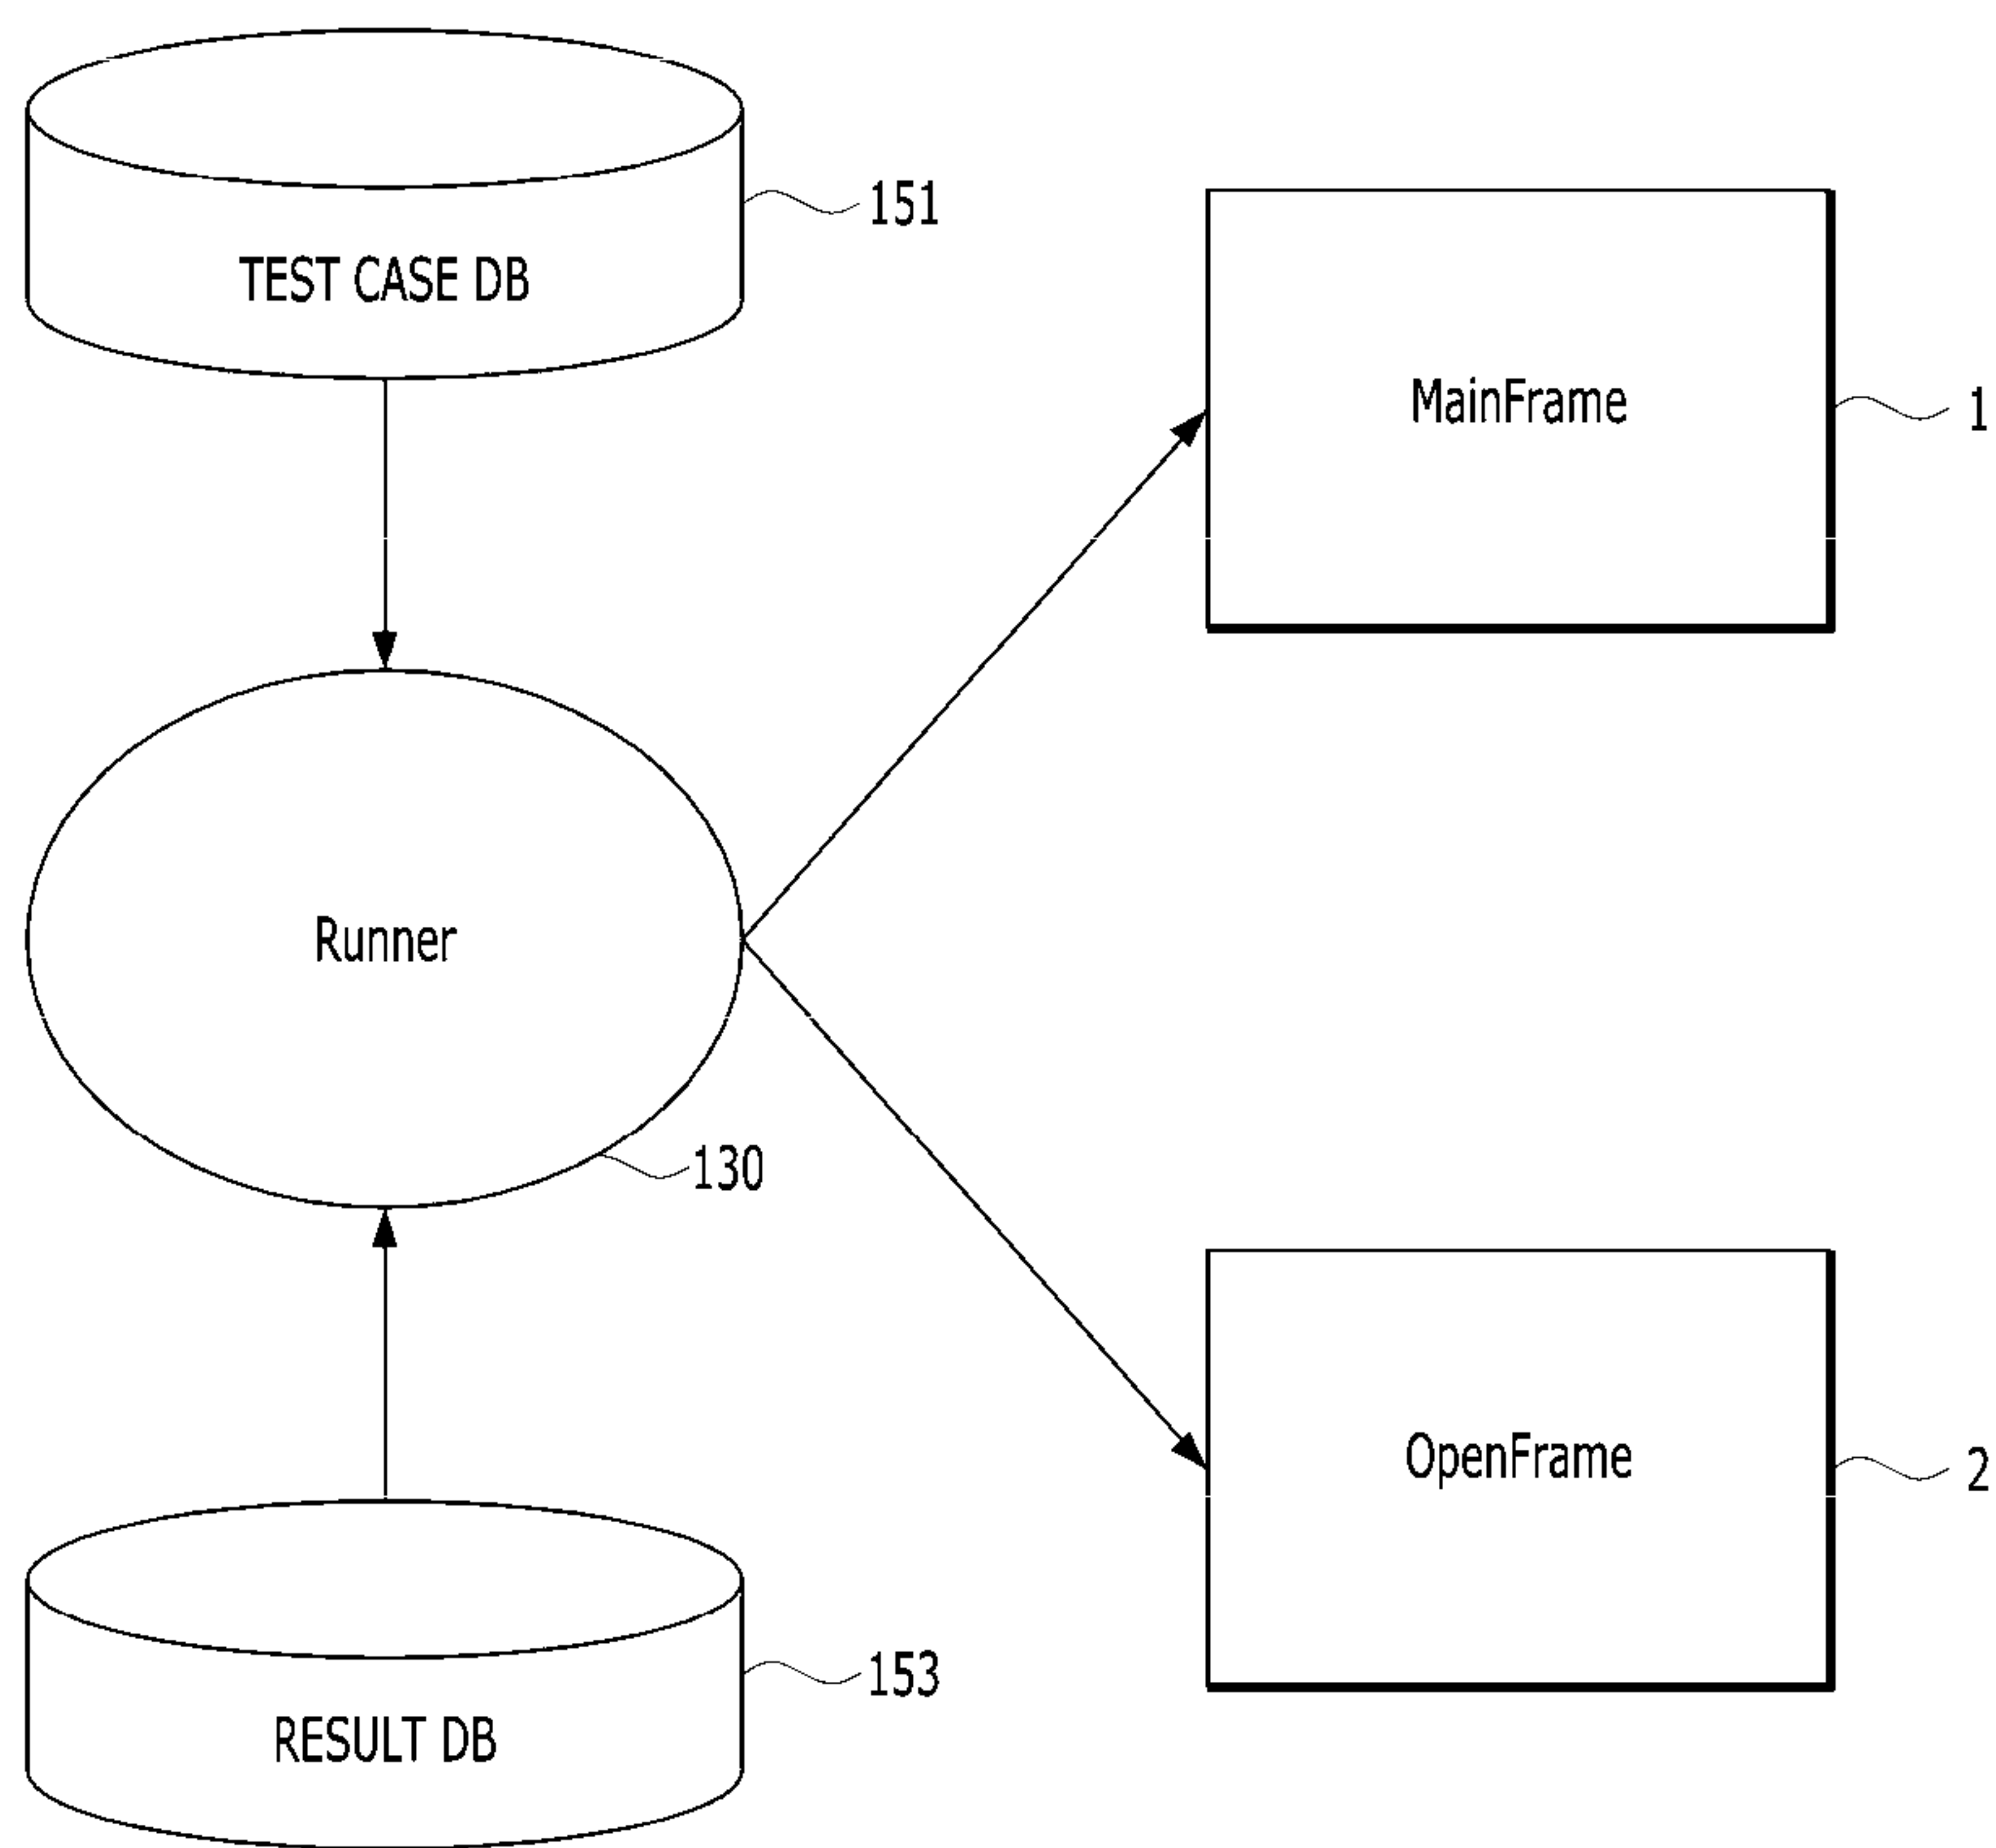 151
TEST CASE DB
MainFrame
1
Runner
130
OpenFrame
2
153
RESULT DB